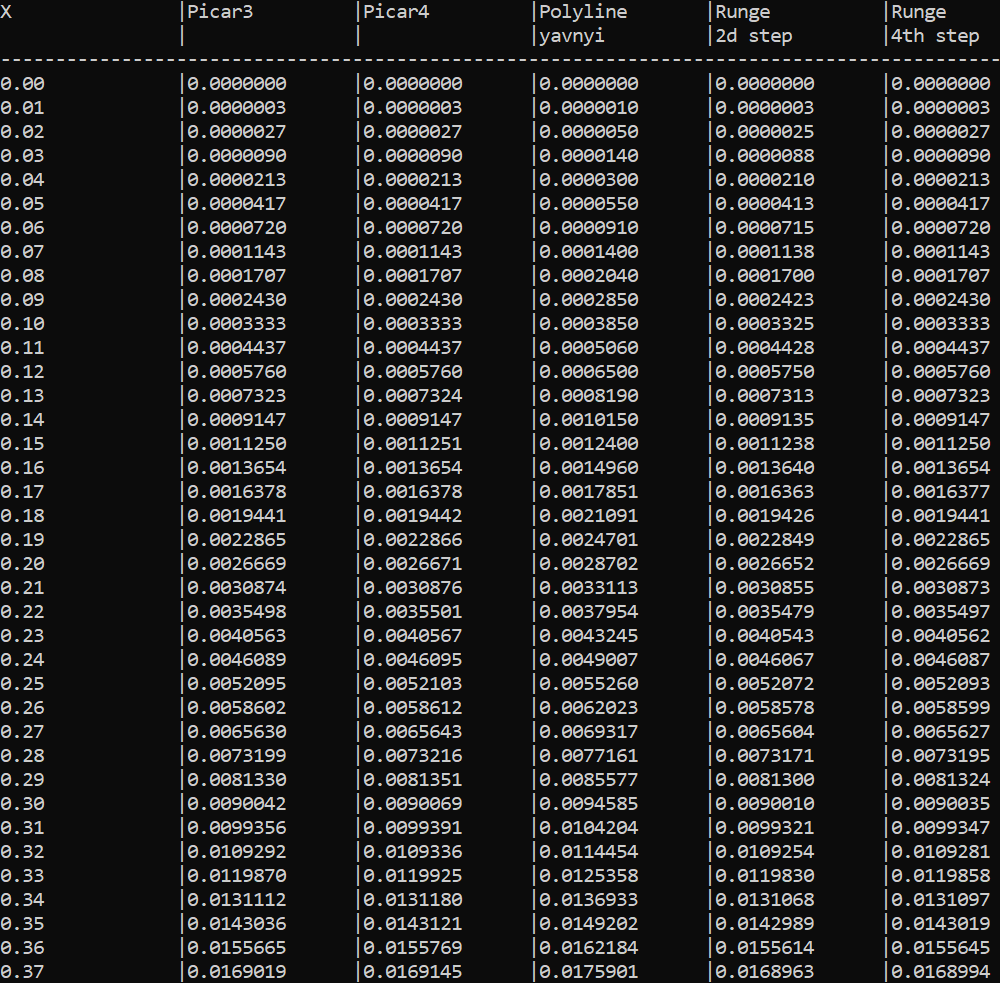 X |Picar3 |Picar4 |Polyline |Runge |Runge
| | |yavnyi |2d step |4th step
----------------------------------------------------------------------------------------------------
0.00 |0.0000000 |0.0000000 |0.0000000 |0.0000000 |0.0000000
0.01 |0.0000003 |0.0000003 |0.0000010 |0.0000003 |0.0000003
0.02 |0.0000027 |0.0000027 |0.0000050 |0.0000025 |0.0000027
0.03 |0.0000090 |0.0000090 |0.0000140 |0.0000088 |0.0000090
0.04 |0.0000213 |0.0000213 |0.0000300 |0.0000210 |0.0000213
0.05 |0.0000417 |0.0000417 |0.0000550 |0.0000413 |0.0000417
0.06 |0.0000720 |0.0000720 |0.0000910 |0.0000715 |0.0000720
0.07 |0.0001143 |0.0001143 |0.0001400 |0.0001138 |0.0001143
0.08 |0.0001707 |0.0001707 |0.0002040 |0.0001700 |0.0001707
0.09 |0.0002430 |0.0002430 |0.0002850 |0.0002423 |0.0002430
0.10 |0.0003333 |0.0003333 |0.0003850 |0.0003325 |0.0003333
0.11 |0.0004437 |0.0004437 |0.0005060 |0.0004428 |0.0004437
0.12 |0.0005760 |0.0005760 |0.0006500 |0.0005750 |0.0005760
0.13 |0.0007323 |0.0007324 |0.0008190 |0.0007313 |0.0007323
0.14 |0.0009147 |0.0009147 |0.0010150 |0.0009135 |0.0009147
0.15 |0.0011250 |0.0011251 |0.0012400 |0.0011238 |0.0011250
0.16 |0.0013654 |0.0013654 |0.0014960 |0.0013640 |0.0013654
0.17 |0.0016378 |0.0016378 |0.0017851 |0.0016363 |0.0016377
0.18 |0.0019441 |0.0019442 |0.0021091 |0.0019426 |0.0019441
0.19 |0.0022865 |0.0022866 |0.0024701 |0.0022849 |0.0022865
0.20 |0.0026669 |0.0026671 |0.0028702 |0.0026652 |0.0026669
0.21 |0.0030874 |0.0030876 |0.0033113 |0.0030855 |0.0030873
0.22 |0.0035498 |0.0035501 |0.0037954 |0.0035479 |0.0035497
0.23 |0.0040563 |0.0040567 |0.0043245 |0.0040543 |0.0040562
0.24 |0.0046089 |0.0046095 |0.0049007 |0.0046067 |0.0046087
0.25 |0.0052095 |0.0052103 |0.0055260 |0.0052072 |0.0052093
0.26 |0.0058602 |0.0058612 |0.0062023 |0.0058578 |0.0058599
0.27 |0.0065630 |0.0065643 |0.0069317 |0.0065604 |0.0065627
0.28 |0.0073199 |0.0073216 |0.0077161 |0.0073171 |0.0073195
0.29 |0.0081330 |0.0081351 |0.0085577 |0.0081300 |0.0081324
0.30 |0.0090042 |0.0090069 |0.0094585 |0.0090010 |0.0090035
0.31 |0.0099356 |0.0099391 |0.0104204 |0.0099321 |0.0099347
0.32 |0.0109292 |0.0109336 |0.0114454 |0.0109254 |0.0109281
0.33 |0.0119870 |0.0119925 |0.0125358 |0.0119830 |0.0119858
0.34 |0.0131112 |0.0131180 |0.0136933 |0.0131068 |0.0131097
0.35 |0.0143036 |0.0143121 |0.0149202 |0.0142989 |0.0143019
0.36 |0.0155665 |0.0155769 |0.0162184 |0.0155614 |0.0155645
0.37 |0.0169019 |0.0169145 |0.0175901 |0.0168963 |0.0168994